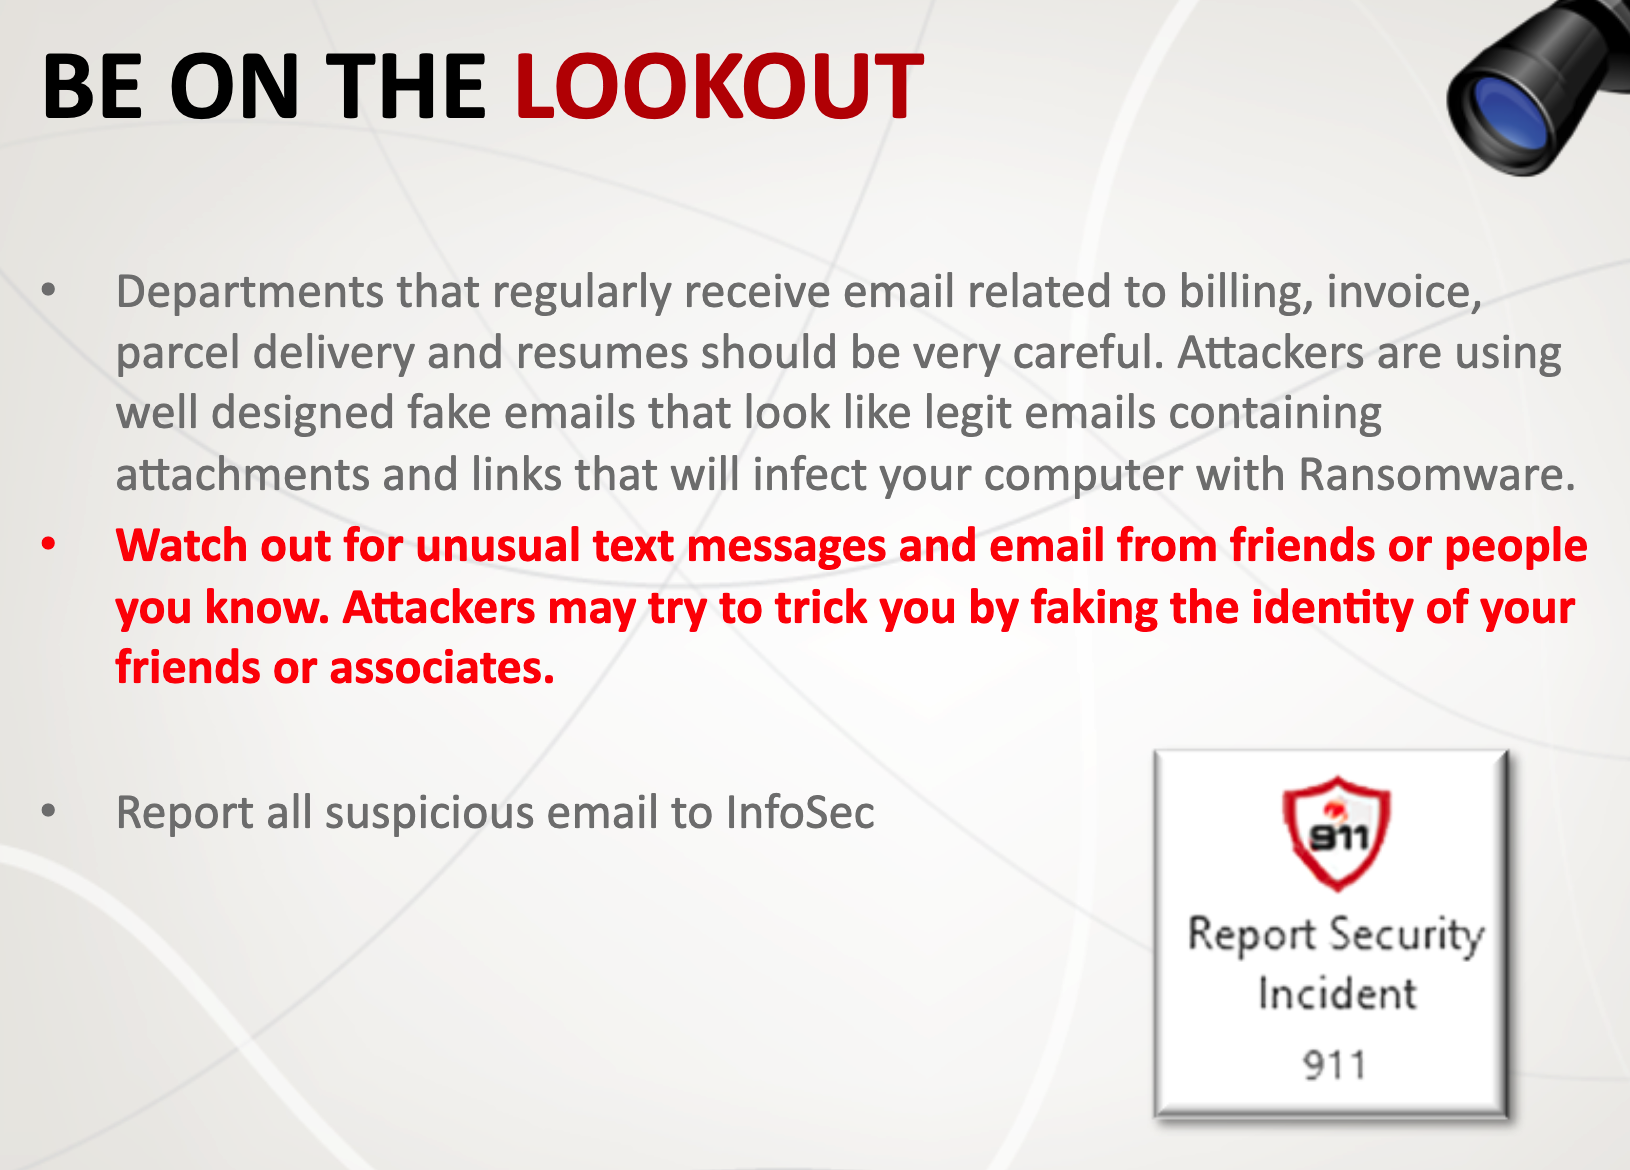 BE ON THE LOOKOUT
• Departments that regularly receive email related to billing, invoice,
parcel delivery and resumes should be very careful. Attackers are using
well designed fake emails that look like legit emails containing
attachments and links that will infect your computer with Ransomware.
• Watch out for unusual text messages and email from friends or people
you know. Attackers may try to trick you by faking the identity of your
friends or associates.
• Report all suspicious email to InfoSec
911
Report Security
Incident
911